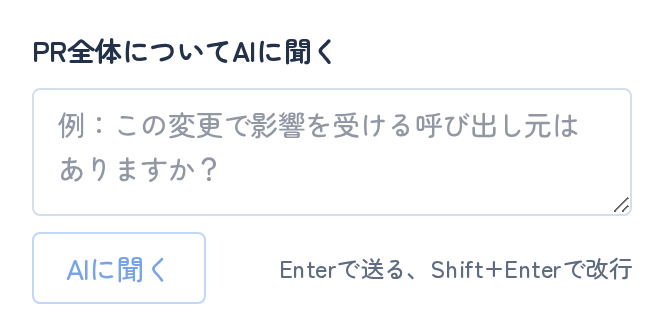 PR全体についてAIに聞く
例：この変更で影響を受ける呼び出し元は
ありますか？
AIに聞く
Enterで送る、Shift+Enterで改行